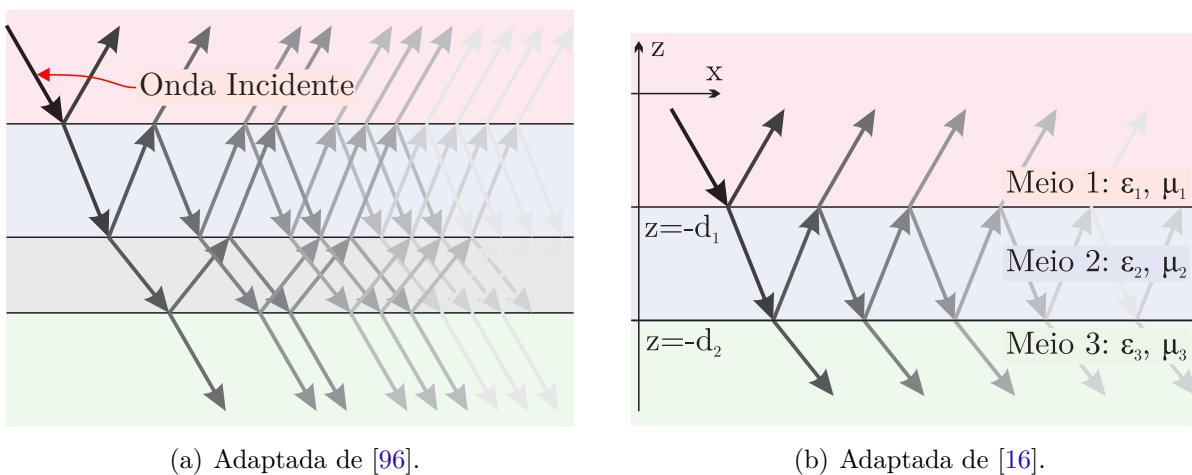 Onda Incidente
(a) Adaptada de [96].
z
x
Meio 1: ε₁, μ₁
z=-d₁
Meio 2: ε₂, μ₂
z=-d₂
Meio 3: ε₃, μ₃
(b) Adaptada de [16].